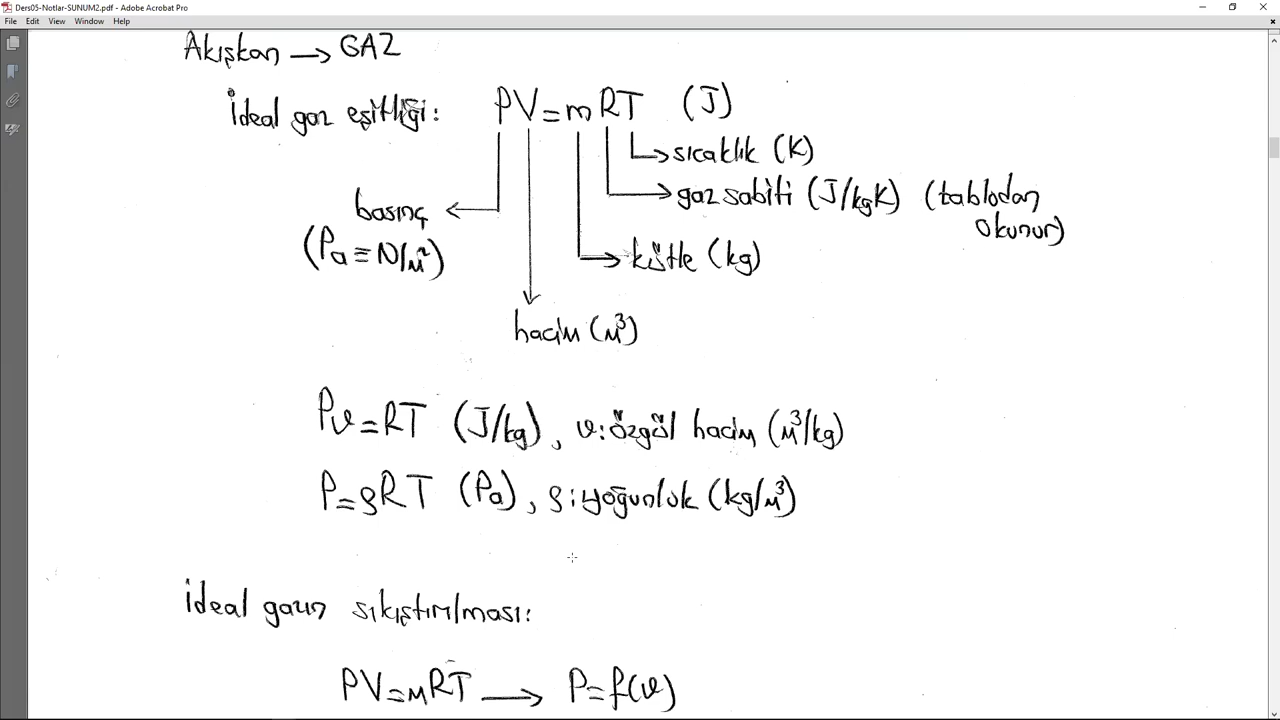 Ders05-Notlar-SUNUM2.pdf - Adobe Acrobat Pro
File Edit View Window Help
Akışkan → GAZ
İdeal gaz eşitliği: PV=mRT (J)
sıcaklık (K)
gaz sabiti (J/kgK) (tablodan
okunur)
basınç
(Pa≡N/m²)
kütle (kg)
hacim (m³)
Pv=RT (J/kg), v:özgül hacim (m³/kg)
P=ρRT (Pa), ρ:yoğunluk (kg/m³)
İdeal gazın sıkıştırılması:
PV=mRT → P=f(v)